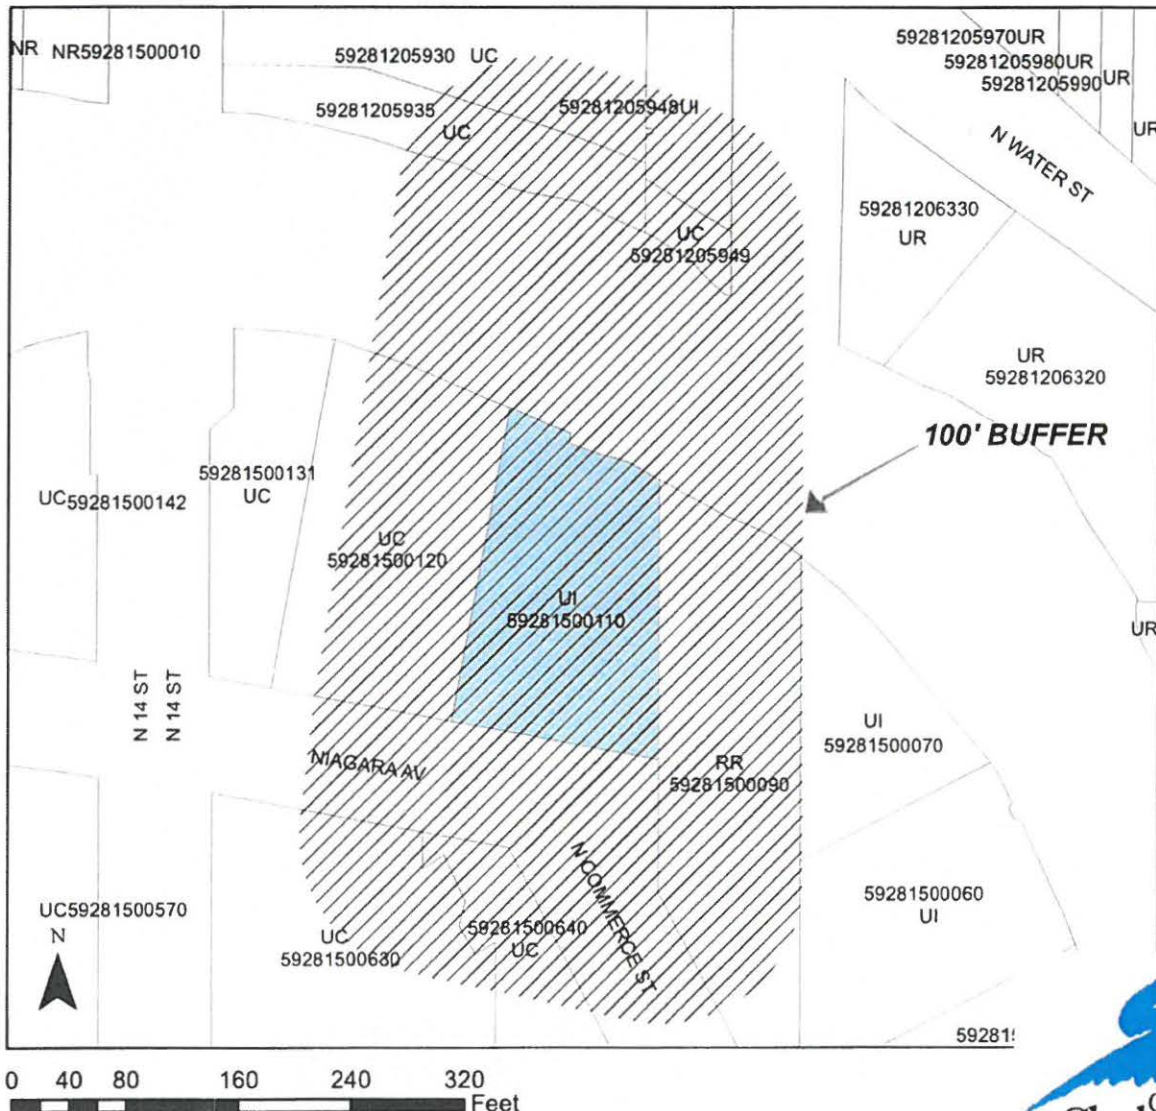 NR NR59281500010
59281205930 UC
59281205935
UC
59281205948UI
59281205970UR
59281205980UR
59281205990 UR
UR
N WATER ST
59281206330
UR
UC
59281205949
UR
59281206320
100' BUFFER
59281500131
UC
UC59281500142
UC
59281500120
UI
59281500110
UR
N 14 ST
N 14 ST
NIAGARA AV
UI
59281500070
RR
59281500090
N COMMERCE ST
59281500060
UI
UC59281500570
N
UC
59281500630
59281500640
UC
0 40 80 160 240 320
Feet